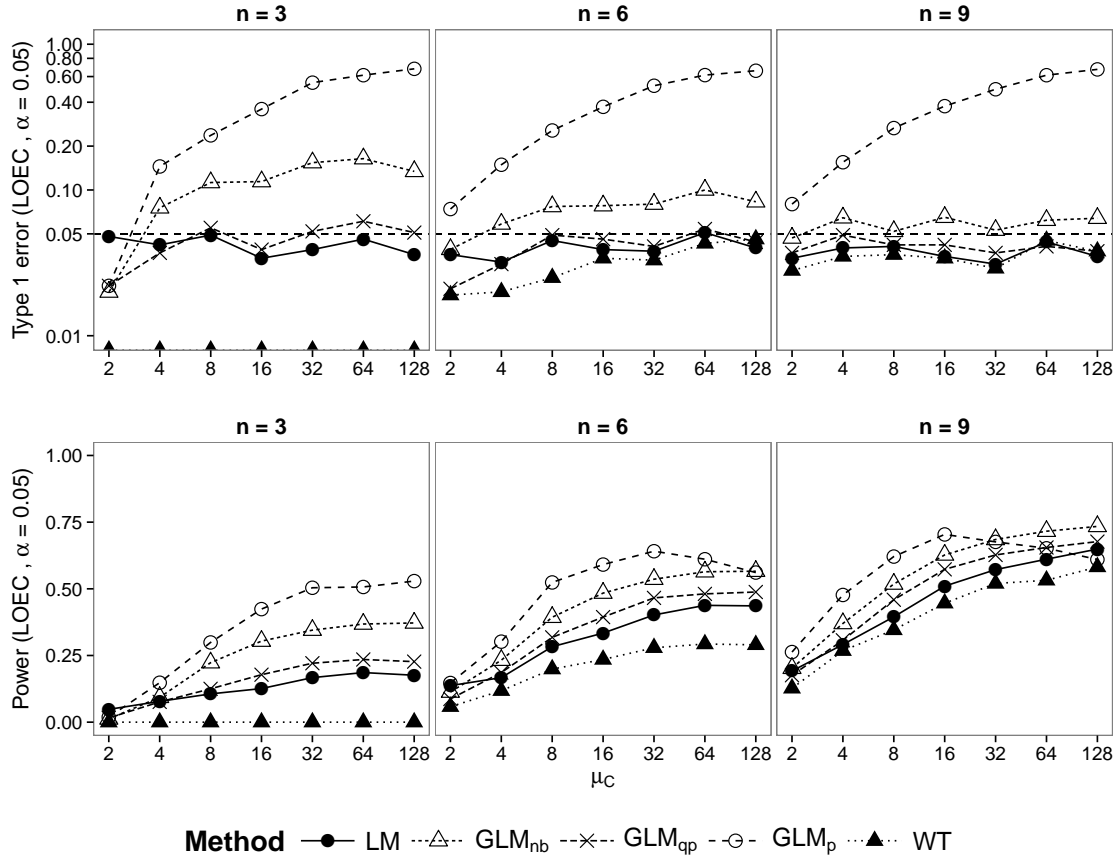 n = 3 n = 6 n = 9
Type 1 error (LOEC , α = 0.05)
1.00
0.80
0.60
0.40
0.20
0.10
0.05
0.01
2 4 8 16 32 64 128 2 4 8 16 32 64 128 2 4 8 16 32 64 128
n = 3 n = 6 n = 9
Power (LOEC , α = 0.05)
1.00
0.75
0.50
0.25
0.00
2 4 8 16 32 64 128 2 4 8 16 32 64 128 2 4 8 16 32 64 128
μC
Method LM GLMnb GLMqp GLMp WT